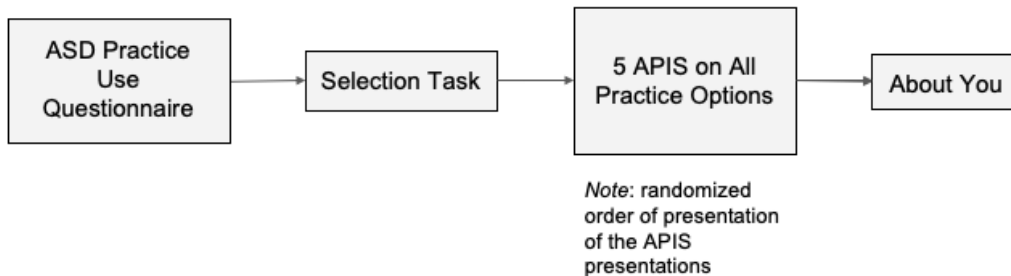 ASD Practice
Use
Questionnaire
Selection Task
5 APIS on All
Practice Options
About You
Note: randomized
order of presentation
of the APIS
presentations